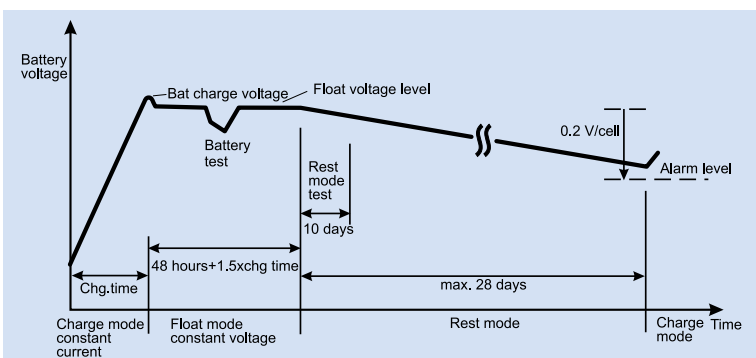 Battery
voltage
Bat charge voltage
Float voltage level
Battery
test
0.2 V/cell
Rest
mode
test
Alarm level
10 days
48 hours+1.5xchg time
Chg.time
max. 28 days
Time
Charge mode
constant
current
Float mode
constant voltage
Rest mode
Charge
mode